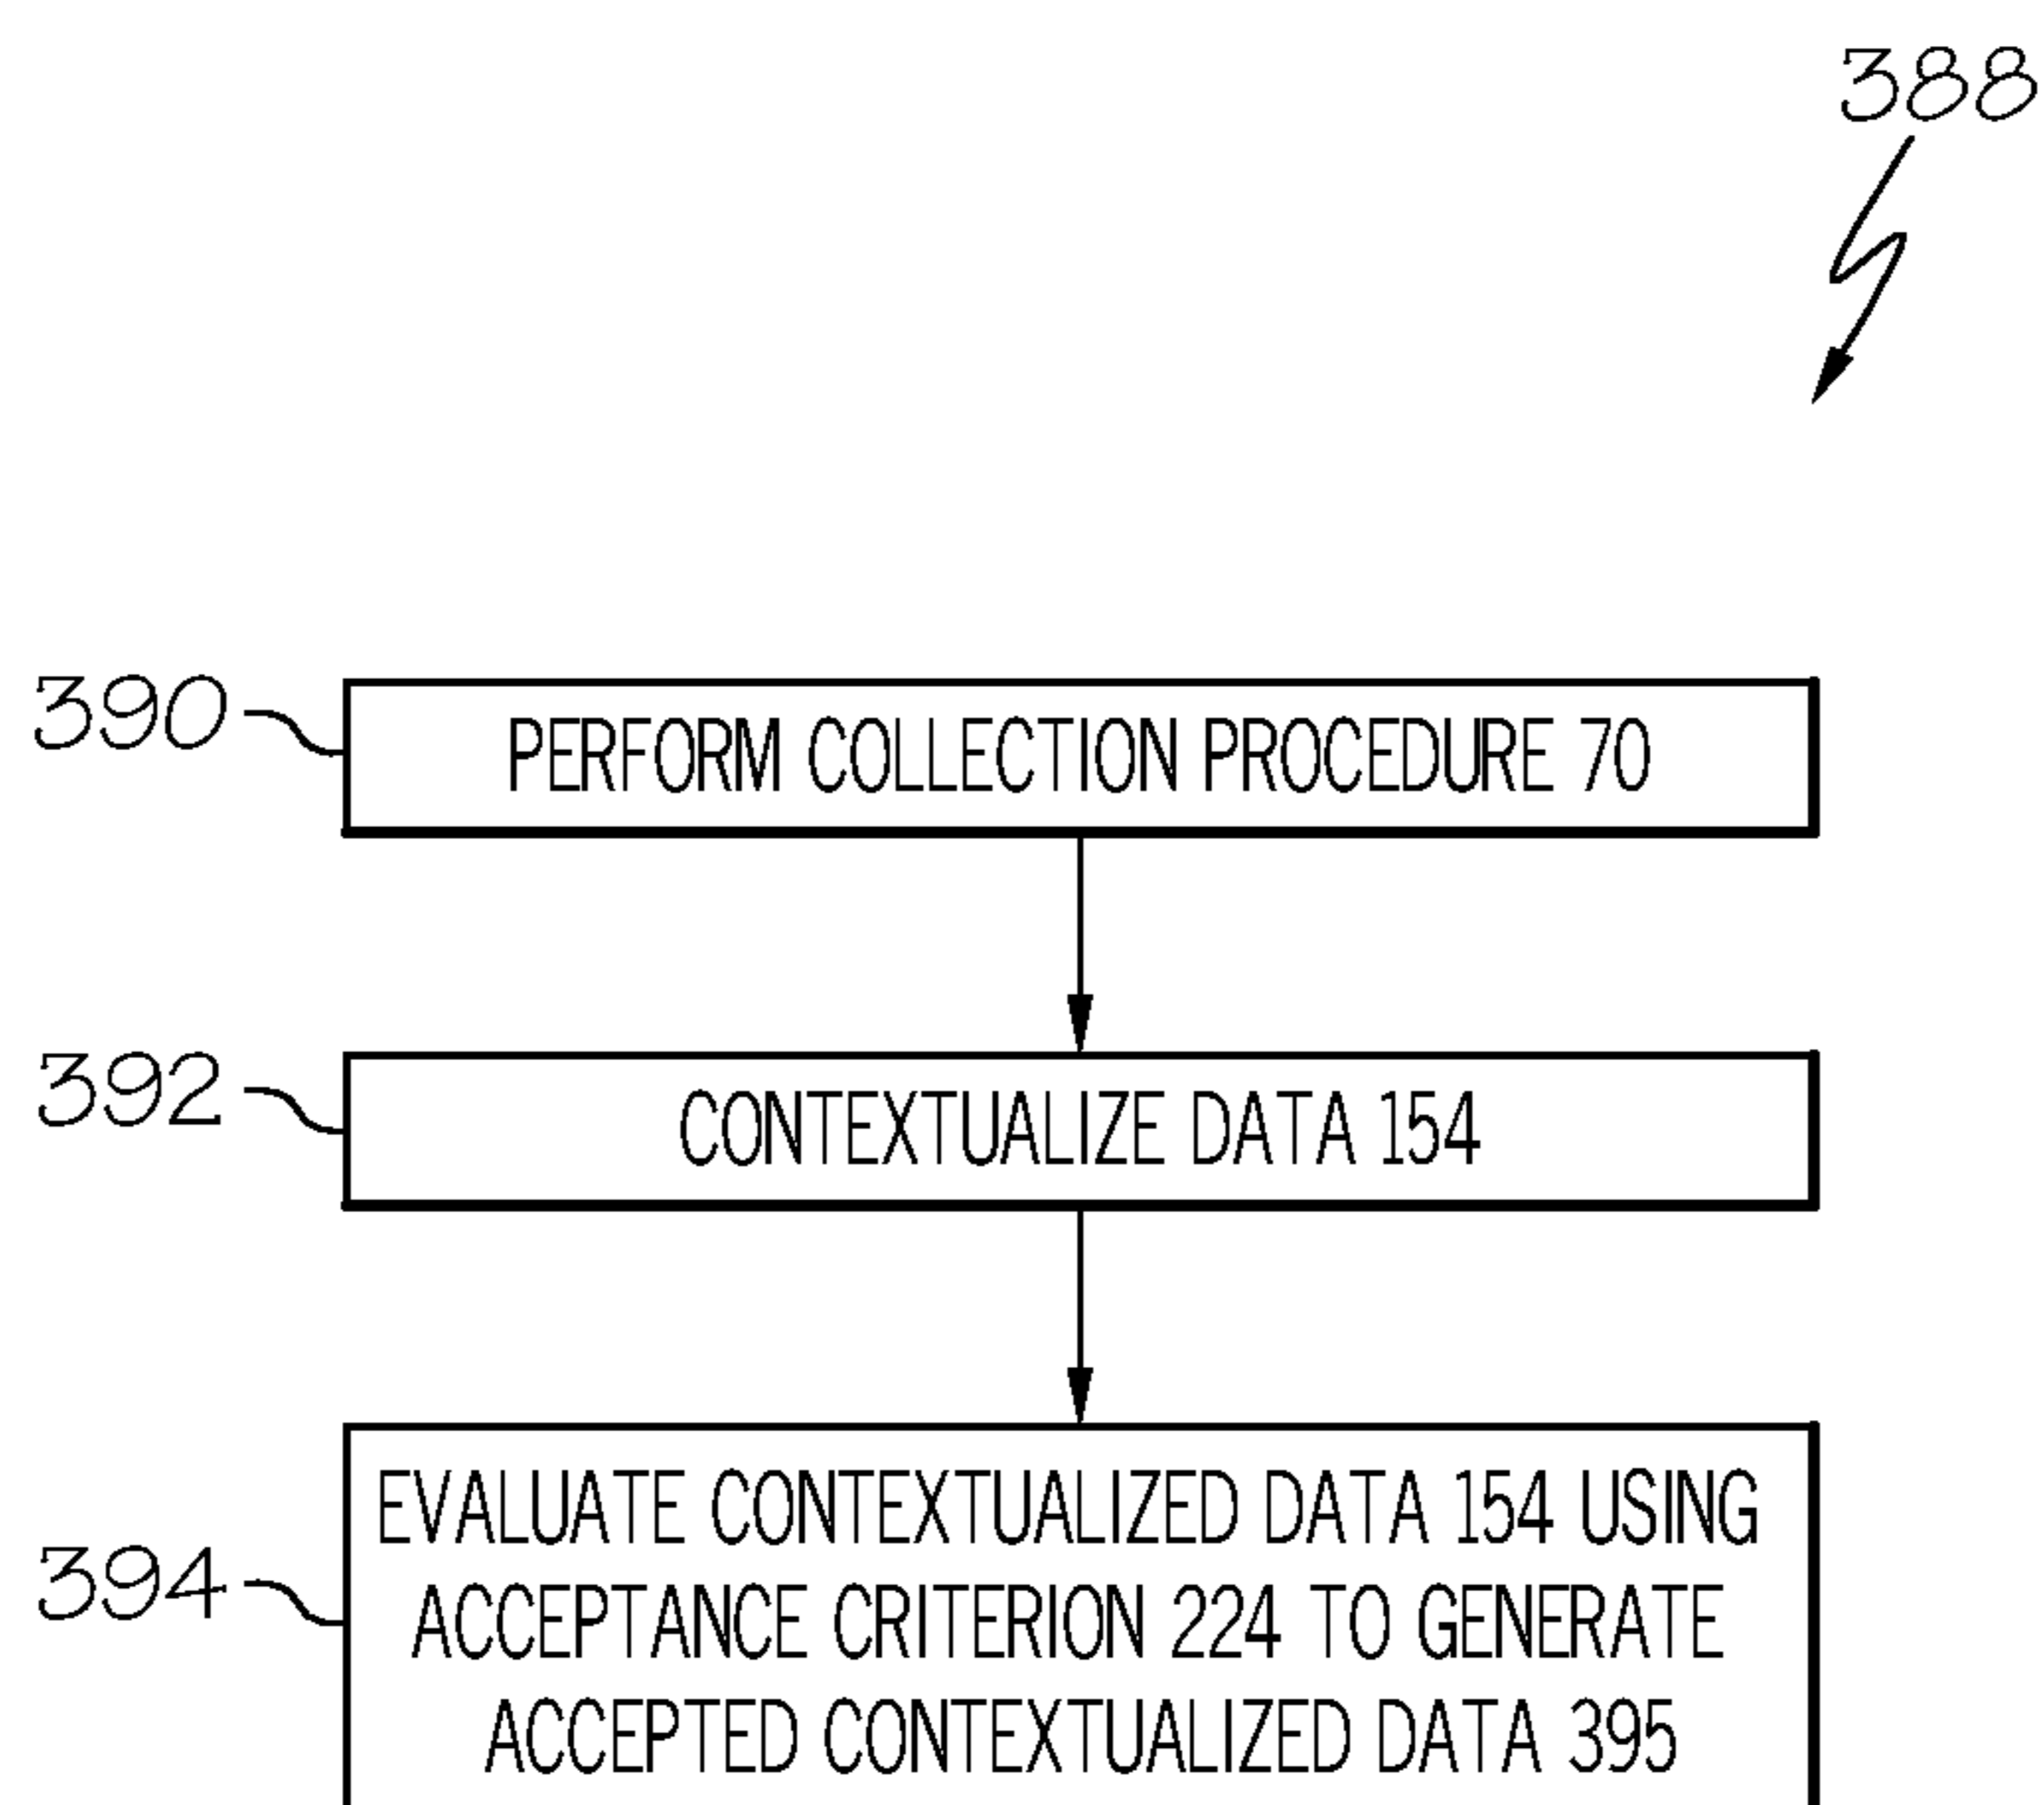 388
390
PERFORM COLLECTION PROCEDURE 70
392
CONTEXTUALIZE DATA 154
394
EVALUATE CONTEXTUALIZED DATA 154 USING
ACCEPTANCE CRITERION 224 TO GENERATE
ACCEPTED CONTEXTUALIZED DATA 395